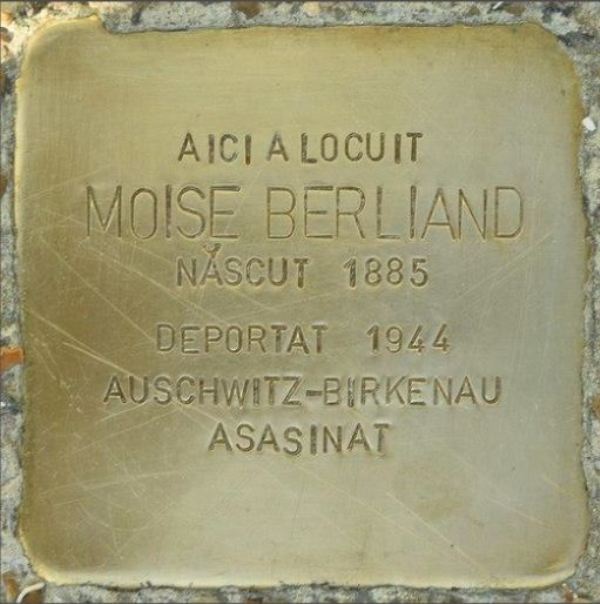 AICI A LOCUIT
MOISE BERLIAND
NĂSCUT 1885
DEPORTAT 1944
AUSCHWITZ-BIRKENAU
ASASINAT